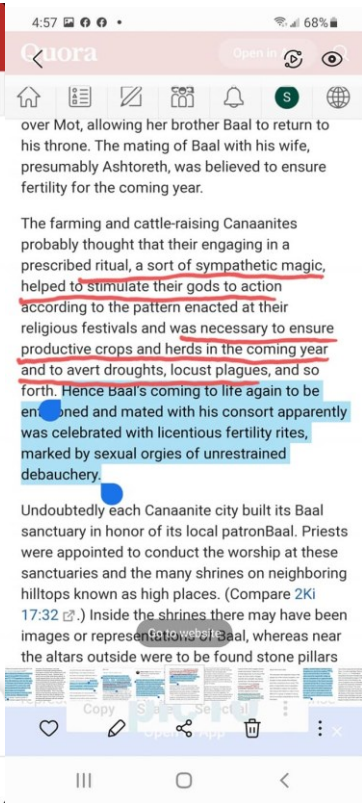 4:57
68%
Quora
Open in
S
over Mot, allowing her brother Baal to return to
his throne. The mating of Baal with his wife,
presumably Ashtoreth, was believed to ensure
fertility for the coming year.
The farming and cattle-raising Canaanites
probably thought that their engaging in a
prescribed ritual, a sort of sympathetic magic,
helped to stimulate their gods to action
according to the pattern enacted at their
religious festivals and was necessary to ensure
productive crops and herds in the coming year
and to avert droughts, locust plagues, and so
forth. Hence Baal's coming to life again to be
and mated with his consort apparently
was celebrated with licentious fertility rites,
marked by sexual orgies of unrestrained
debauchery.
Undoubtedly each Canaanite city built its Baal
sanctuary in honor of its local patronBaal. Priests
were appointed to conduct the worship at these
sanctuaries and the many shrines on neighboring
hilltops known as high places. (Compare 2Ki
17:32 .) Inside the shrines there may have been
images or representations of Baal, whereas near
Go to website
the altars outside were to be found stone pillars
Copy Select all